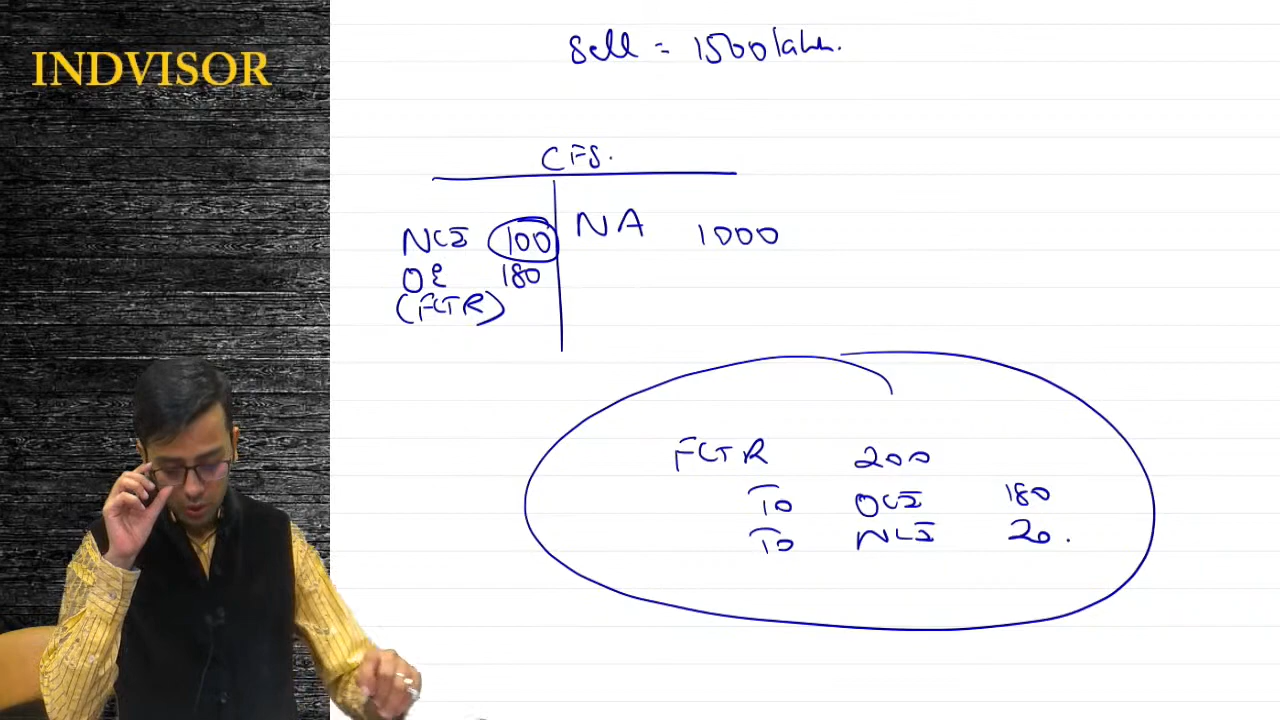 INDVISOR
Sell = 1500 lakh.
CFS.
NCI 100 NA 1000
OE 180
(FCTR)
FCTR 200
To OCI 180
To NCI 20.